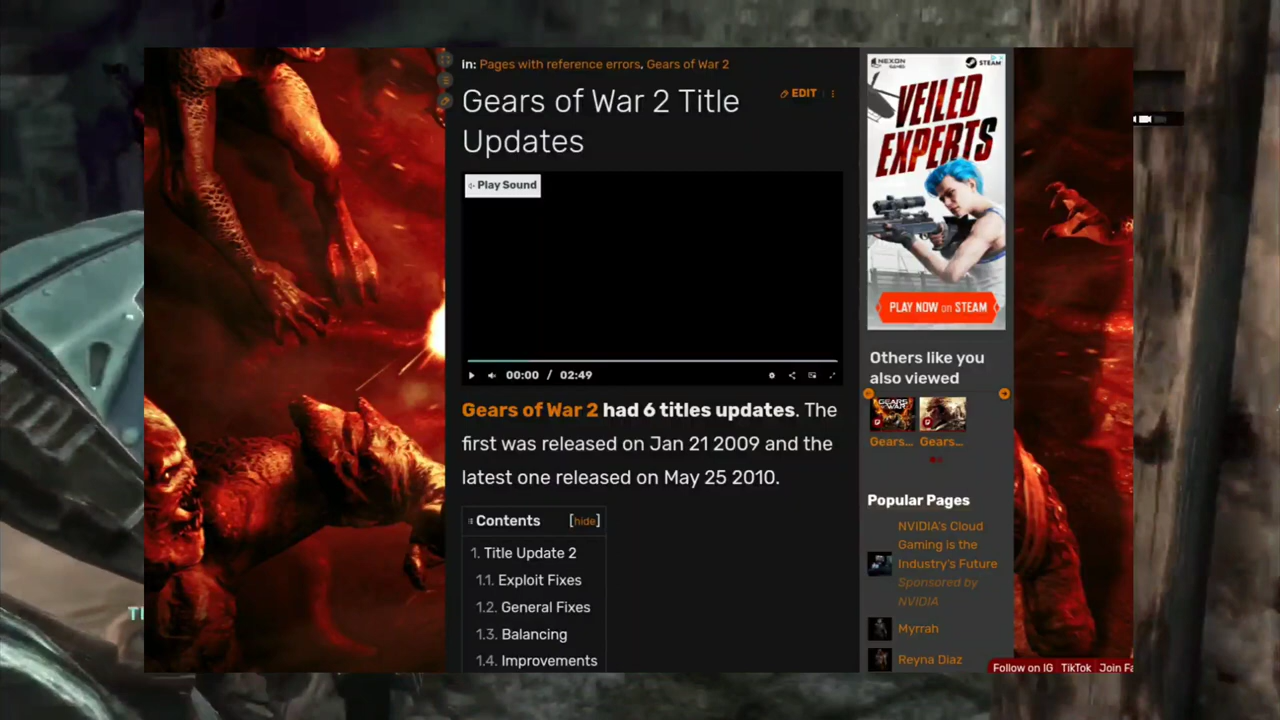 in: Pages with reference errors, Gears of War 2
Gears of War 2 Title
Updates
EDIT
Play Sound
00:00 / 02:49
Gears of War 2 had 6 titles updates. The
first was released on Jan 21 2009 and the
latest one released on May 25 2010.
Contents [hide]
1. Title Update 2
1.1. Exploit Fixes
1.2. General Fixes
1.3. Balancing
1.4. Improvements
NEXON
GAMES
STEAM
VEILED
EXPERTS
PLAY NOW on STEAM
Others like you
also viewed
Gears... Gears...
Popular Pages
NVIDIA's Cloud
Gaming is the
Industry's Future
Sponsored by
NVIDIA
Myrrah
Reyna Diaz
Follow on IG TikTok Join Fa